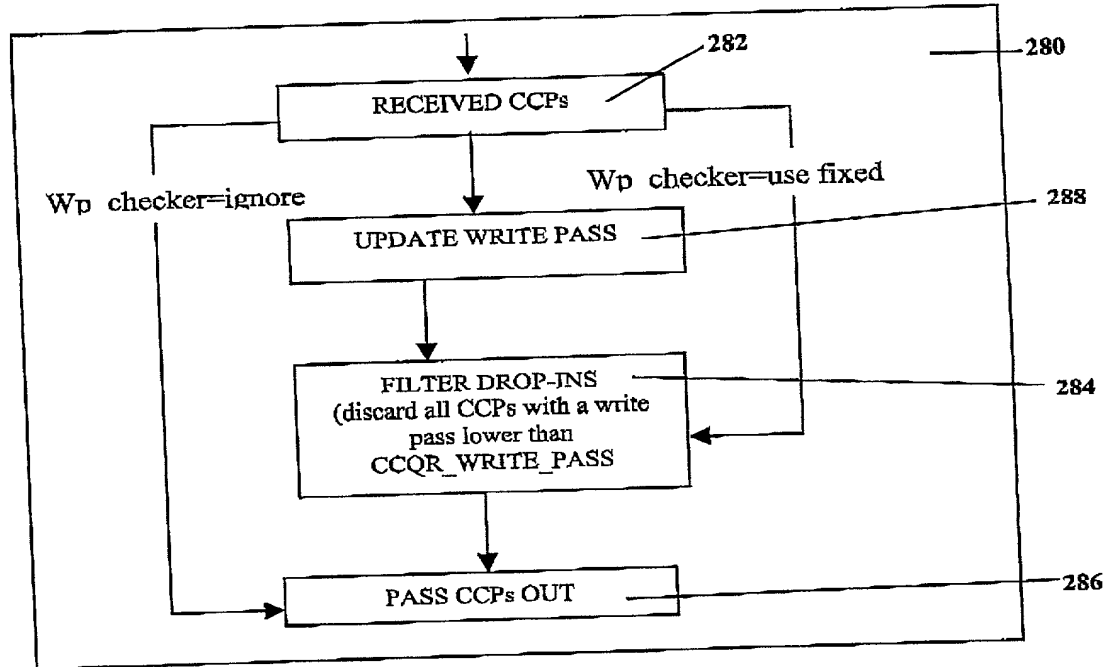 282
280
RECEIVED CCPs
Wp checker=ignore
Wp checker=use fixed
288
UPDATE WRITE PASS
FILTER DROP-INS
(discard all CCPs with a write
pass lower than
CCQR_WRITE_PASS
284
PASS CCPs OUT
286